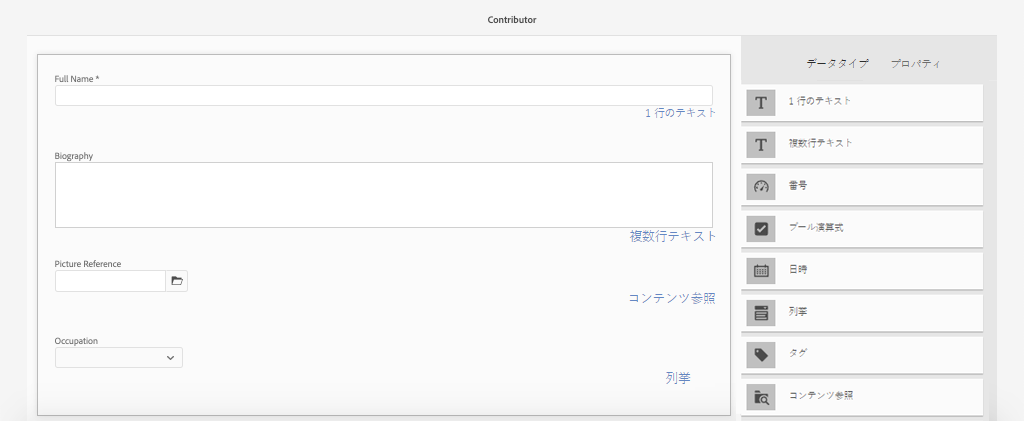 Contributor
Full Name *
1 行のテキスト
Biography
複数行テキスト
Picture Reference
コンテンツ参照
Occupation
列挙
データタイプ プロパティ
1 行のテキスト
複数行テキスト
番号
ブール演算式
日時
列挙
タグ
コンテンツ参照